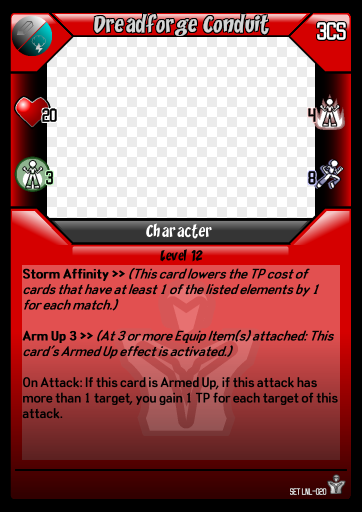 Dreadforge Conduit
3CS
20
4
3
8
Character
Level 12
Storm Affinity >> (This card lowers the TP cost of
cards that have at least 1 of the listed elements by 1
for each match.)
Arm Up 3 >> (At 3 or more Equip Item(s) attached: This
card's Armed Up effect is activated.)
On Attack: If this card is Armed Up, if this attack has
more than 1 target, you gain 1 TP for each target of this
attack.
SET LNL-020